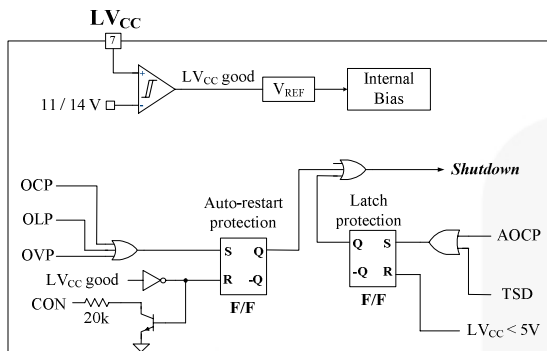 LVCC
7
+
-
11 / 14 V
LVCC good
VREF
Internal
Bias
Shutdown
OCP
OLP
OVP
Auto-restart
protection
S Q
R -Q
F/F
LVCC good
CON
20k
Latch
protection
Q S
-Q R
F/F
AOCP
TSD
LVCC < 5V